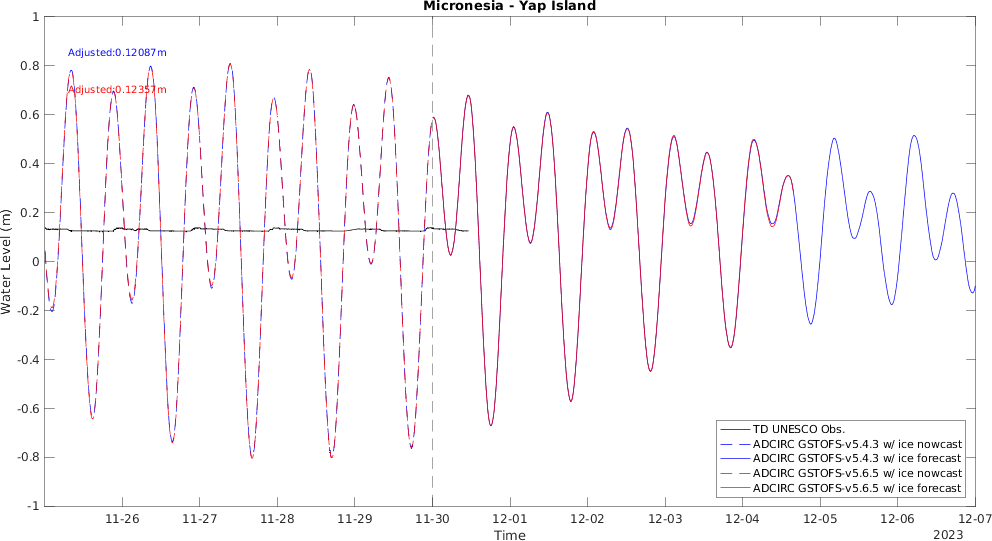 Micronesia - Yap Island
1
0.8
0.6
0.4
0.2
0
-0.2
-0.4
-0.6
-0.8
-1
Water Level (m)
Adjusted:0.12087m
Adjusted:0.12357m
TD UNESCO Obs.
ADCIRC GSTOFS-v5.4.3 w/ ice nowcast
ADCIRC GSTOFS-v5.4.3 w/ ice forecast
ADCIRC GSTOFS-v5.6.5 w/ ice nowcast
ADCIRC GSTOFS-v5.6.5 w/ ice forecast
11-26 11-27 11-28 11-29 11-30 12-01 12-02 12-03 12-04 12-05 12-06 12-07
Time
2023